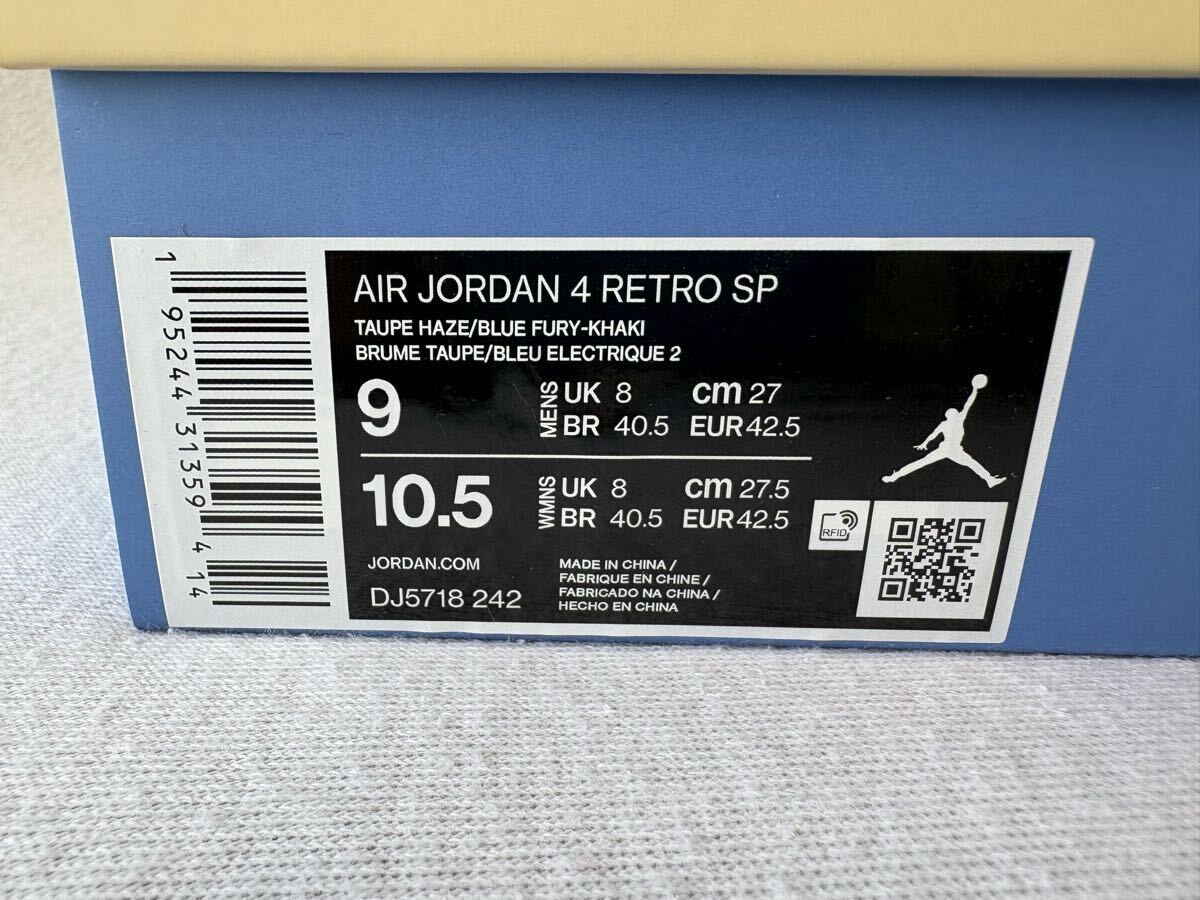 1 95244 31359 4 14
AIR JORDAN 4 RETRO SP
TAUPE HAZE/BLUE FURY-KHAKI
BRUME TAUPE/BLEU ELECTRIQUE 2
9 MENS UK 8 cm 27
BR 40.5 EUR 42.5
10.5 WMNS UK 8 cm 27.5
BR 40.5 EUR 42.5
RFID
JORDAN.COM
DJ5718 242
MADE IN CHINA /
FABRIQUE EN CHINE /
FABRICADO NA CHINA /
HECHO EN CHINA